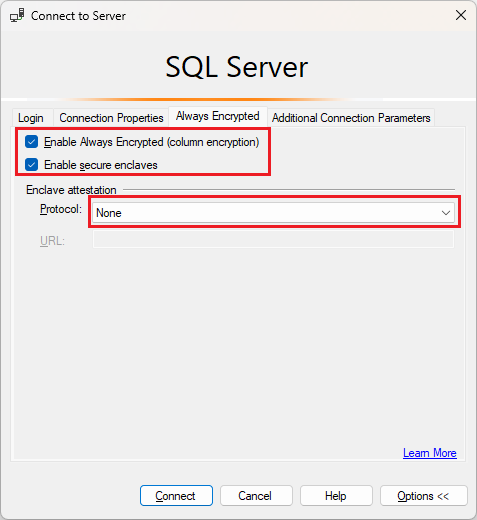 Connect to Server
SQL Server
Login Connection Properties Always Encrypted Additional Connection Parameters
Enable Always Encrypted (column encryption)
Enable secure enclaves
Enclave attestation
Protocol: None
URL:
Learn More
Connect Cancel Help Options <<